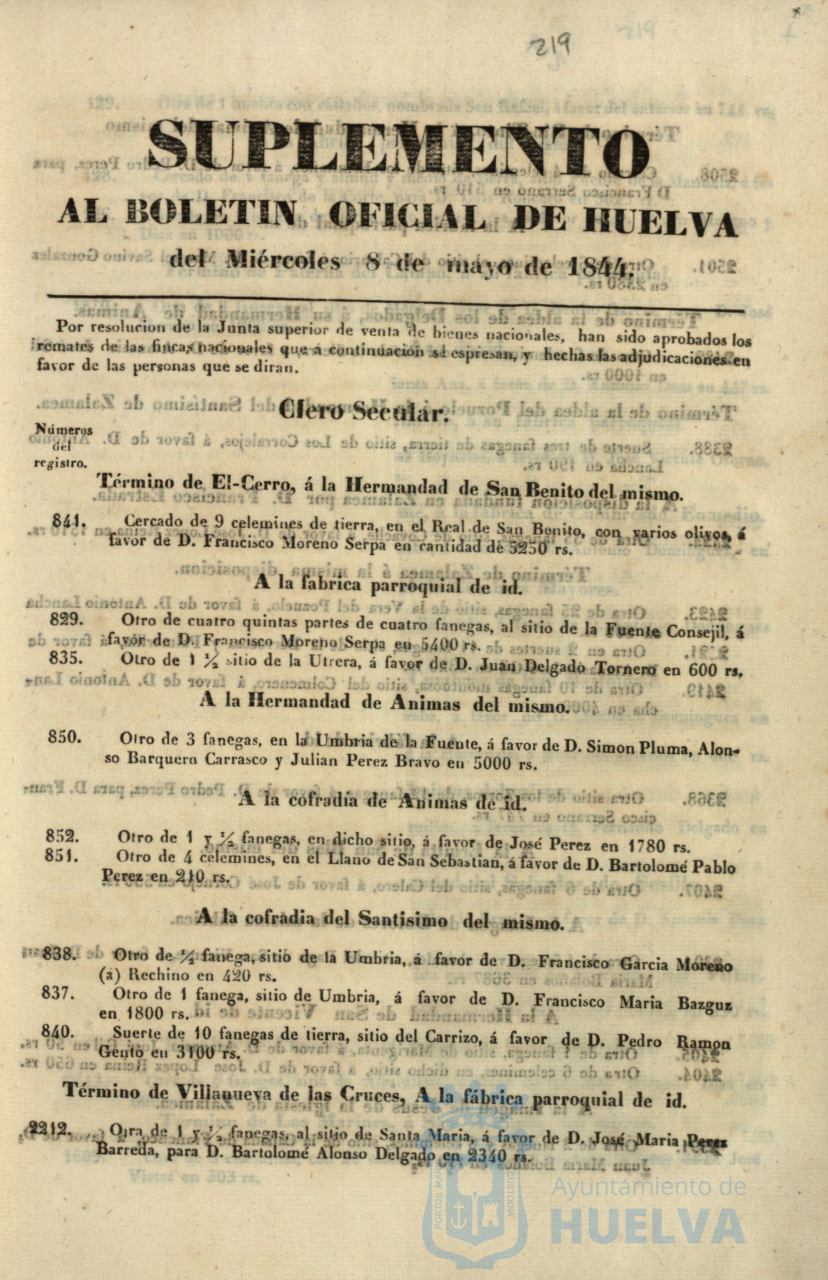 219
SUPLEMENTO
AL BOLETIN OFICIAL DE HUELVA
del Miércoles 8 de mayo de 1844.
Por resolucion de la Junta superior de venta de bienes nacionales, han sido aprobados los
remates de las fincas nacionales que á continuacion se espresan, y hechas las adjudicaciones en
favor de las personas que se diran.
Clero Secular.
Números
del
registro.
Término de El-Cerro, á la Hermandad de San Benito del mismo.
841. Cercado de 9 celemines de tierra, en el Real de San Benito, con varios olivos, á
favor de D. Francisco Moreno Serpa en cantidad de 5250 rs.
A la fabrica parroquial de id.
829. Otro de cuatro quintas partes de cuatro fanegas, al sitio de la Fuente Consejil, á
favor de D. Francisco Moreno Serpa en 5400 rs.
835. Otro de 1 ½ sitio de la Utrera, á favor de D. Juan Delgado Tornero en 600 rs.
A la Hermandad de Animas del mismo.
850. Otro de 3 fanegas, en la Umbria de la Fuente, á favor de D. Simon Pluma, Alon-
so Barquero Carrasco y Julian Perez Bravo en 5000 rs.
A la cofradía de Animas de id.
852. Otro de 1 y ½ fanegas, en dicho sitio, á favor de José Perez en 1780 rs.
851. Otro de 4 celemines, en el Llano de San Sebastian, á favor de D. Bartolomé Pablo
Perez en 210 rs.
A la cofradia del Santisimo del mismo.
838. Otro de ¼ fanega, sitio de la Umbria, á favor de D. Francisco Garcia Moreno
(a) Rechino en 420 rs.
837. Otro de 1 fanega, sitio de Umbria, á favor de D. Francisco Maria Bazguz
en 1800 rs.
840. Suerte de 10 fanegas de tierra, sitio del Carrizo, á favor de D. Pedro Ramon
Gento en 3100 rs.
Término de Villanueva de las Cruces, A la fábrica parroquial de id.
2212. Otra de 1 y ½ fanegas, al sitio de Santa Maria, á favor de D. José Maria Perez
Barreda, para D. Bartolomé Alonso Delgado en 2340 rs.
Ayuntamiento de
HUELVA